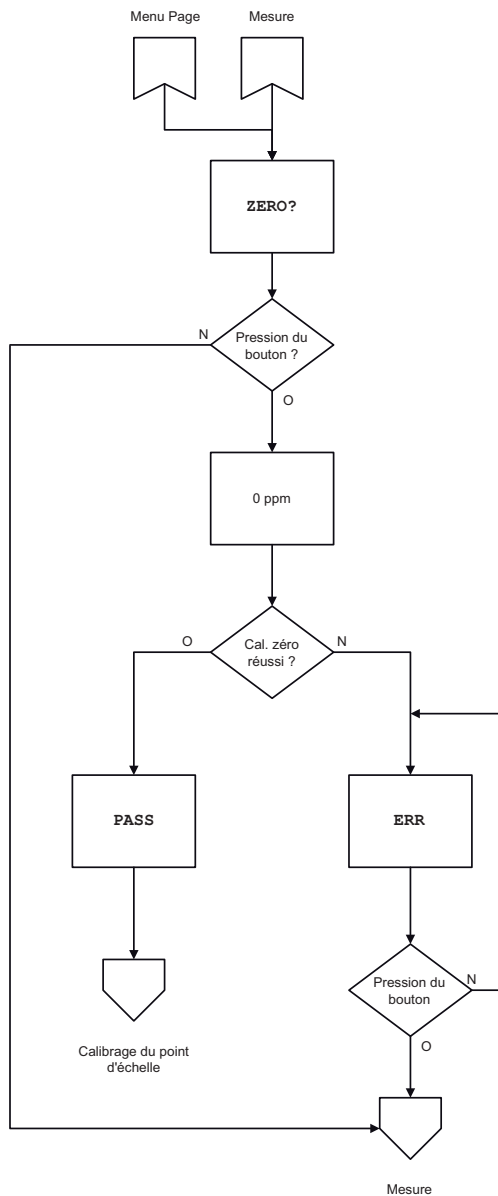 Menu Page
Mesure
ZERO?
N
Pression du
bouton ?
O
0 ppm
O
Cal. zéro
réussi ?
N
PASS
ERR
Pression du
bouton
N
O
Calibrage du point
d'échelle
Mesure